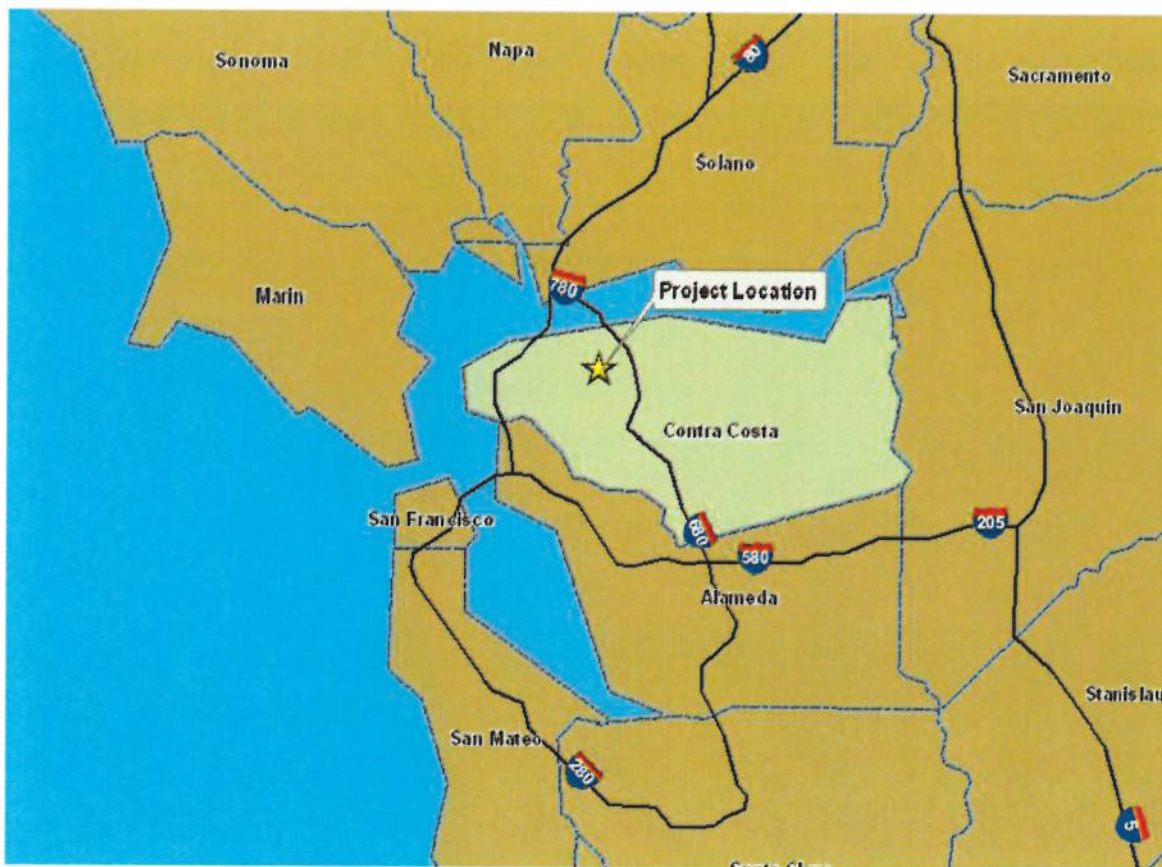 Sonoma
Napa
80
Sacramento
Solano
Marin
780
Project Location
San Joaquin
Contra Costa
San Francisco
680
205
580
Alameda
Stanislau
San Mateo
280
5